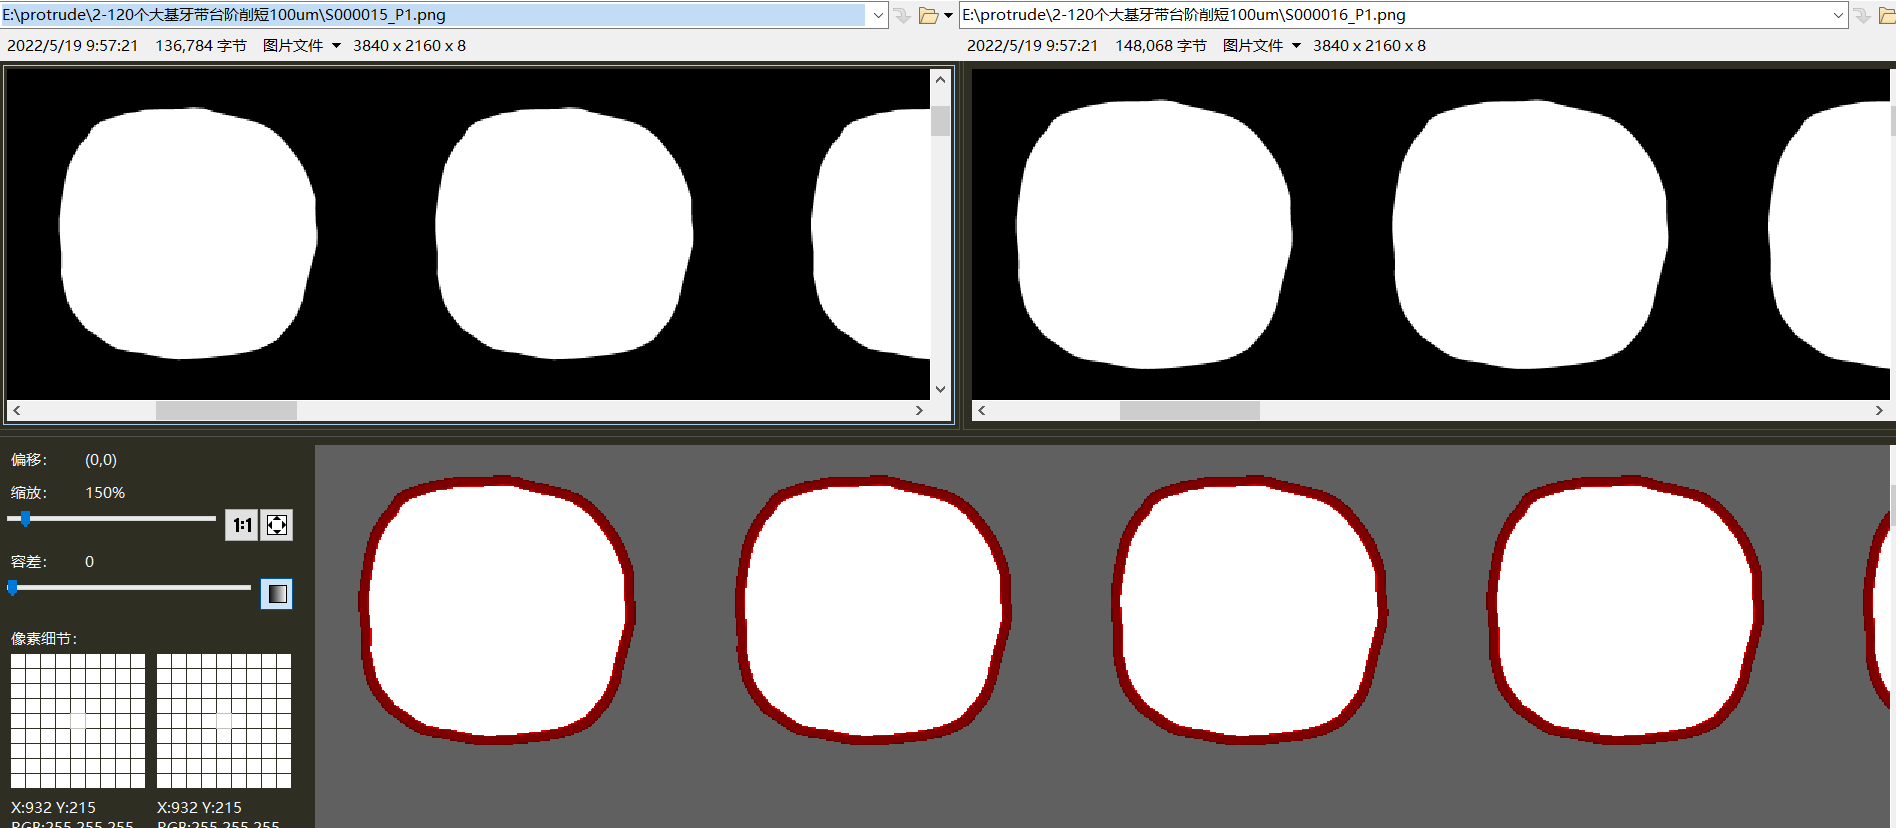 E:\protrude\2-120个大基牙带台阶削短100um\S000015_P1.png
E:\protrude\2-120个大基牙带台阶削短100um\S000016_P1.png
2022/5/19 9:57:21 136,784 字节 图片文件 3840 x 2160 x 8
2022/5/19 9:57:21 148,068 字节 图片文件 3840 x 2160 x 8
偏移： (0,0)
缩放： 150%
1:1
容差： 0
像素细节：
X:932 Y:215 X:932 Y:215
RGB:255,255,255 RGB:255,255,255